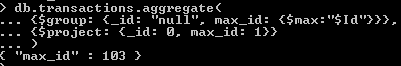 > db.transactions.aggregate(
... {$group: {_id: "null", max_id: {$max:"$Id"}}},
... {$project: {_id: 0, max_id: 1}}
... )
{ "max_id" : 103 }